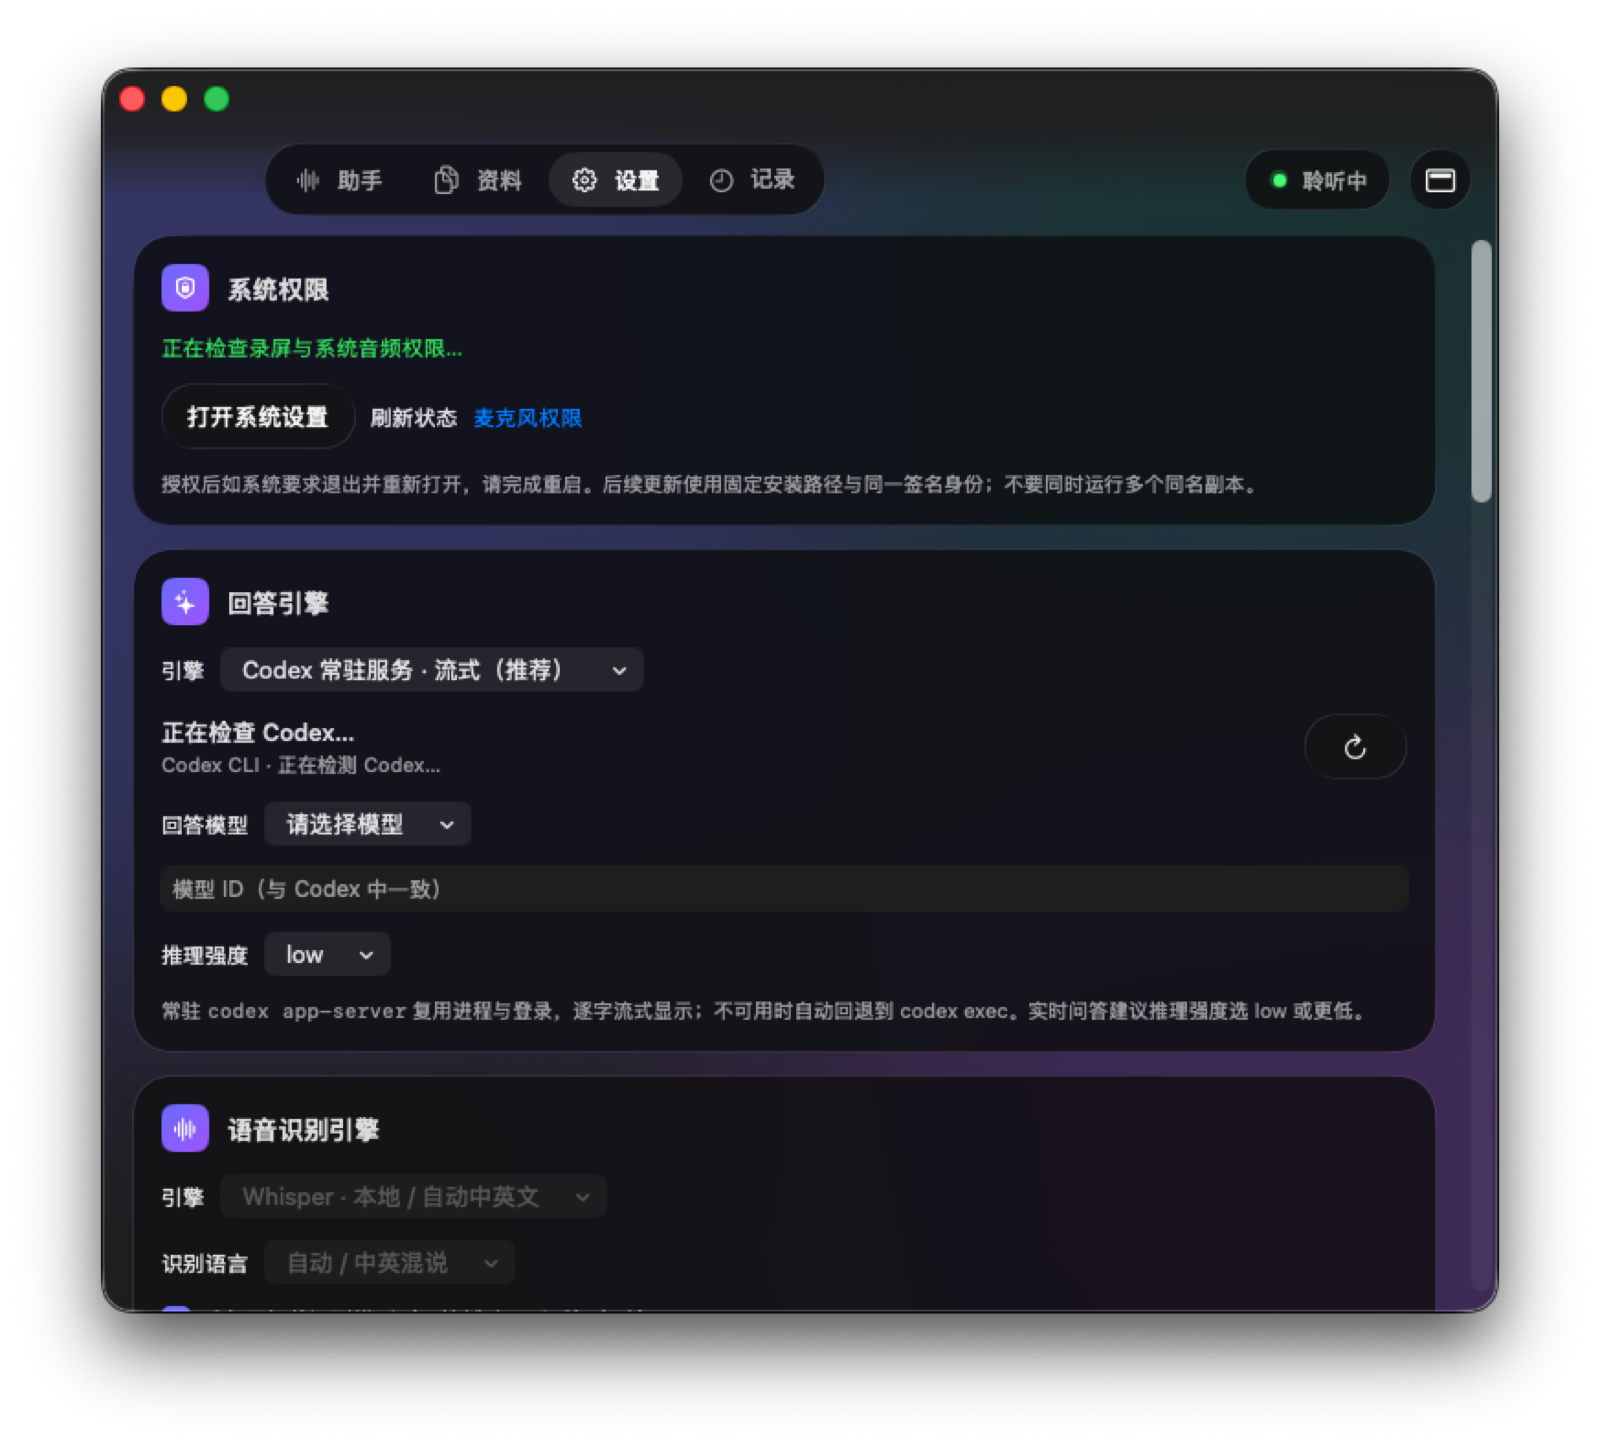 助手 资料 设置 记录 聆听中
系统权限
正在检查录屏与系统音频权限...
打开系统设置 刷新状态 麦克风权限
授权后如系统要求退出并重新打开，请完成重启。后续更新使用固定安装路径与同一签名身份；不要同时运行多个同名副本。
回答引擎
引擎 Codex 常驻服务 · 流式（推荐）
正在检查 Codex...
Codex CLI · 正在检测 Codex...
回答模型 请选择模型
模型 ID（与 Codex 中一致）
推理强度 low
常驻 codex app-server 复用进程与登录，逐字流式显示；不可用时自动回退到 codex exec。实时问答建议推理强度选 low 或更低。
语音识别引擎
引擎 Whisper · 本地 / 自动中英文
识别语言 自动 / 中英混说